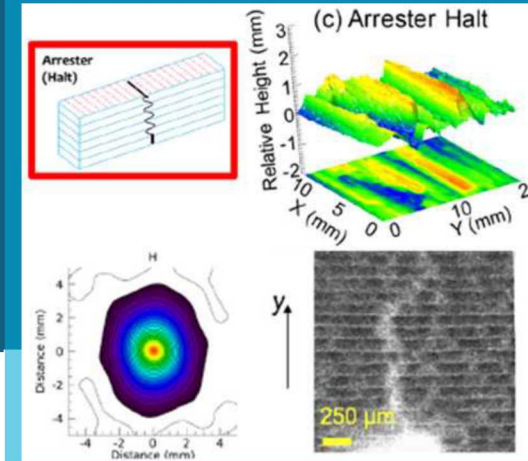 Arrester
(Halt)
(c) Arrester Halt
Relative Height (mm)
3
2
1
0
-1
-2
10
5
0
X (mm)
0
10
2
Y (mm)
H
4
2
0
-2
-4
Distance (mm)
-4
-2
0
2
4
Distance (mm)
y
250 µm